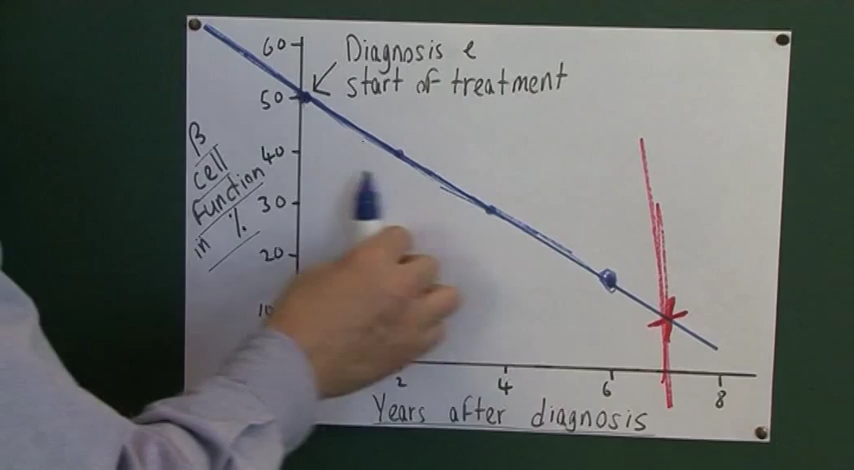 Diagnosis e
start of treatment
60
50
40
30
20
10
β
cell
function
in %
2
4
6
8
Years after diagnosis